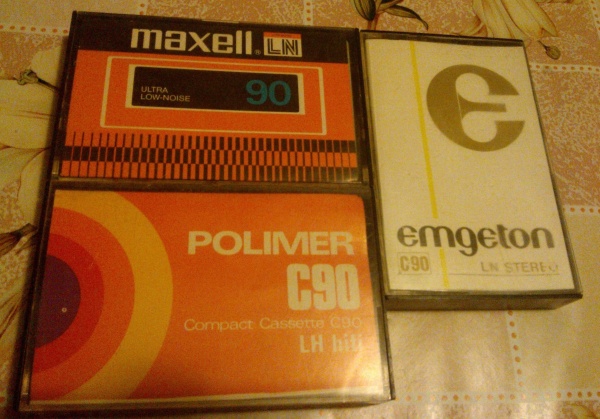 maxell LN
ULTRA
LOW-NOISE
90
POLIMER
C90
Compact Cassette C90
LH hifi
emgeton
C90
LN STEREO